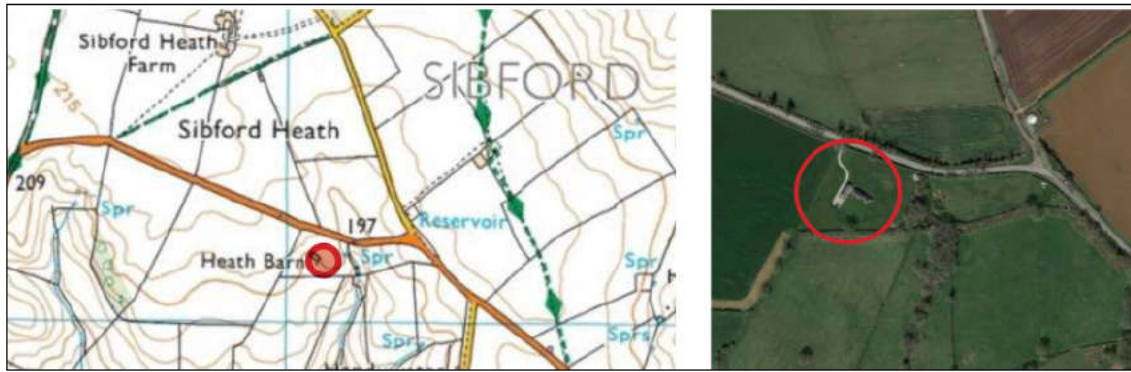 Sibford Heath
Farm
SIBFORD
215
Sibford Heath
Spr
209
Spr
197
Reservoir
Heath Barn
Spr
Spr
Spr
Sprs